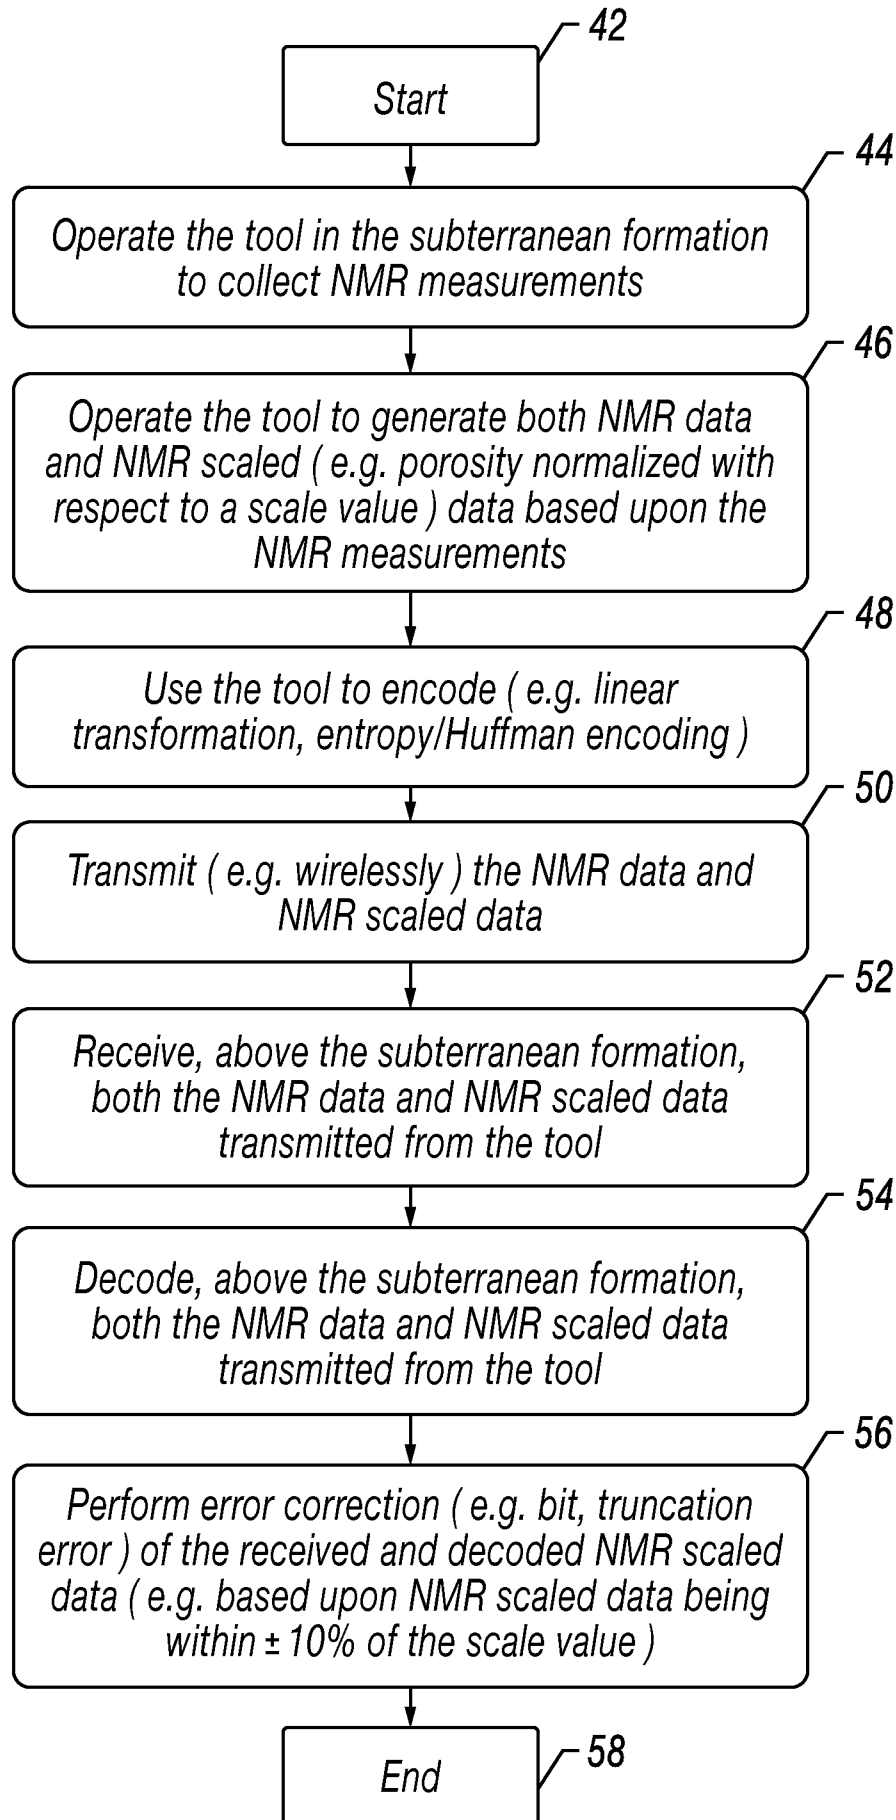 42
Start
44
Operate the tool in the subterranean formation
to collect NMR measurements
46
Operate the tool to generate both NMR data
and NMR scaled ( e.g. porosity normalized with
respect to a scale value ) data based upon the
NMR measurements
48
Use the tool to encode ( e.g. linear
transformation, entropy/Huffman encoding )
50
Transmit ( e.g. wirelessly ) the NMR data and
NMR scaled data
52
Receive, above the subterranean formation,
both the NMR data and NMR scaled data
transmitted from the tool
54
Decode, above the subterranean formation,
both the NMR data and NMR scaled data
transmitted from the tool
56
Perform error correction ( e.g. bit, truncation
error ) of the received and decoded NMR scaled
data ( e.g. based upon NMR scaled data being
within ± 10% of the scale value )
58
End